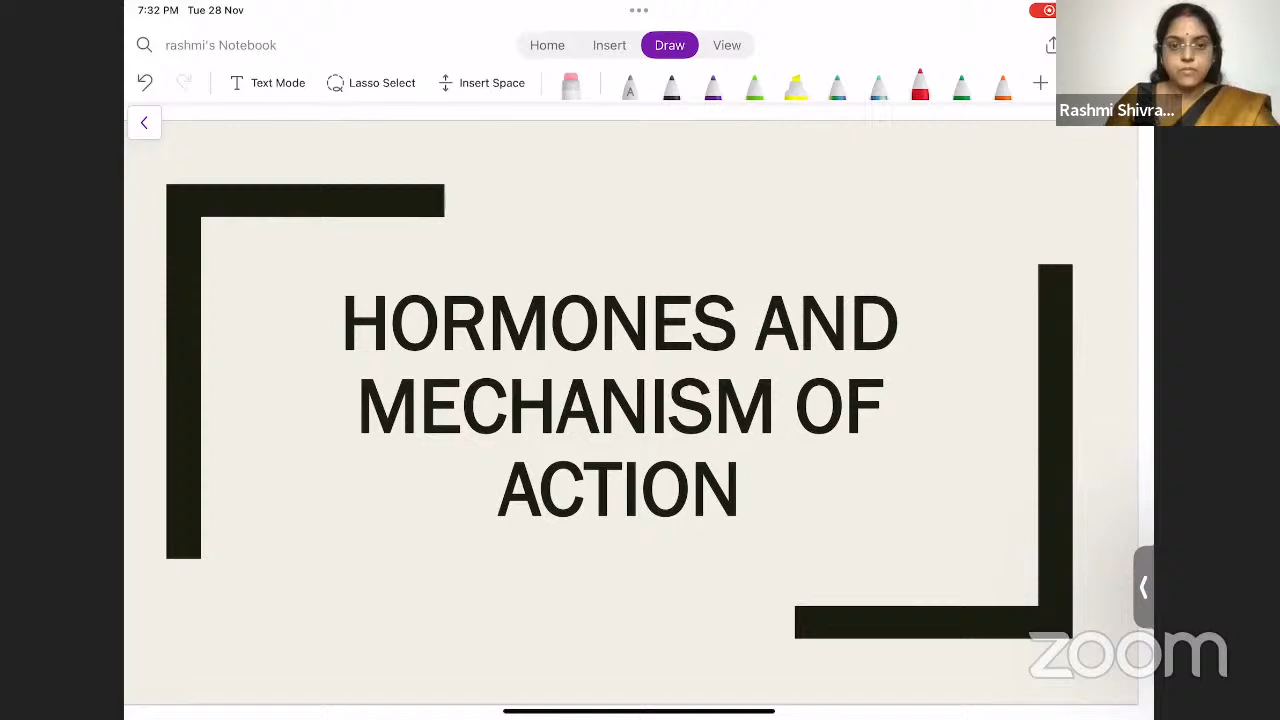 7:32 PM Tue 28 Nov
rashmi's Notebook
Home Insert Draw View
Text Mode Lasso Select Insert Space
A
Rashmi Shivra...
HORMONES AND
MECHANISM OF
ACTION
zoom